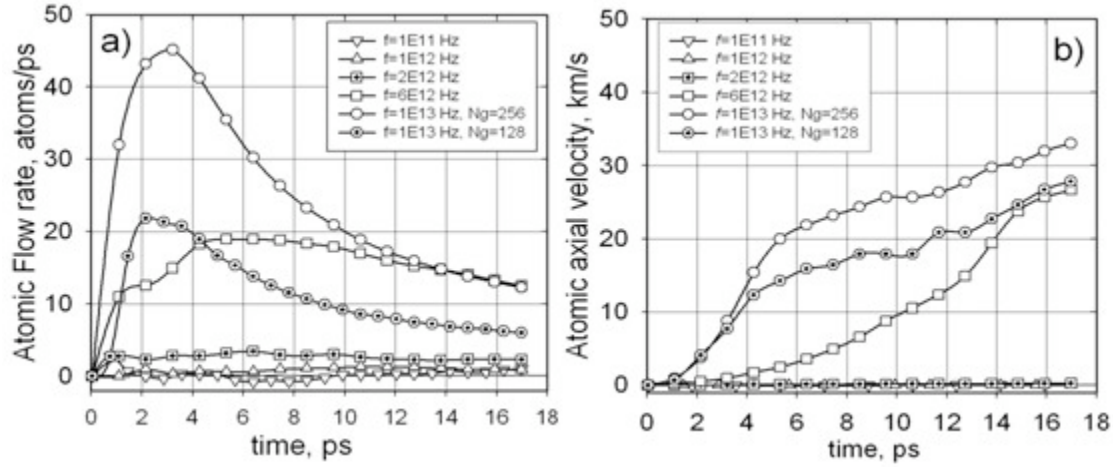 a)
f=1E11 Hz
f=1E12 Hz
f=2E12 Hz
f=6E12 Hz
f=1E13 Hz, Ng=256
f=1E13 Hz, Ng=128
Atomic Flow rate, atoms/ps
50
40
30
20
10
0
0 2 4 6 8 10 12 14 16 18
time, ps
b)
f=1E11 Hz
f=1E12 Hz
f=2E12 Hz
f=6E12 Hz
f=1E13 Hz, Ng=256
f=1E13 Hz, Ng=128
Atomic axial velocity, km/s
50
40
30
20
10
0
0 2 4 6 8 10 12 14 16 18
time, ps